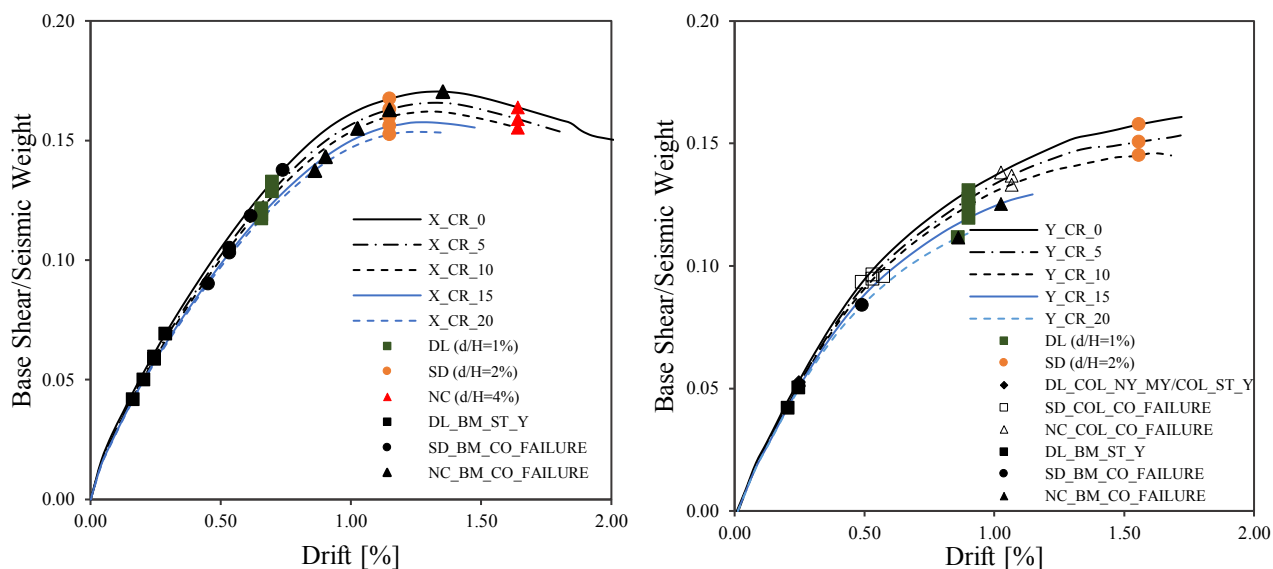 0.20
0.15
0.10
0.05
0.00
Base Shear/Seismic Weight
X_CR_0
X_CR_5
X_CR_10
X_CR_15
X_CR_20
DL (d/H=1%)
SD (d/H=2%)
NC (d/H=4%)
DL_BM_ST_Y
SD_BM_CO_FAILURE
NC_BM_CO_FAILURE
0.00 0.50 1.00 1.50 2.00
Drift [%]
0.20
0.15
0.10
0.05
0.00
Base Shear/Seismic Weight
Y_CR_0
Y_CR_5
Y_CR_10
Y_CR_15
Y_CR_20
DL (d/H=1%)
SD (d/H=2%)
DL_COL_NY_MY/COL_ST_Y
SD_COL_CO_FAILURE
NC_COL_CO_FAILURE
DL_BM_ST_Y
SD_BM_CO_FAILURE
NC_BM_CO_FAILURE
0.00 0.50 1.00 1.50 2.00
Drift [%]